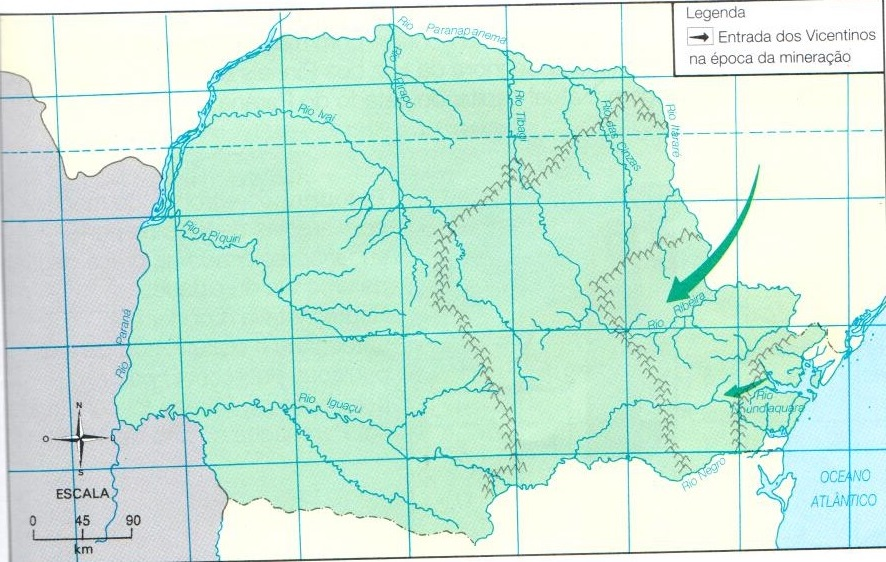 Legenda
Entrada dos Vicentinos
na época da mineração
Rio Paranapanema
Rio Pirapó
Rio Tibagi
Rio das Cinzas
Rio Itararé
Rio Ivaí
Rio Piquiri
Rio Paraná
Rio Ribeira
Rio Iguaçu
Rio
Nundiaquara
Rio Negro
OCEANO
ATLÂNTICO
N
O L
S
ESCALA
0 45 90
km